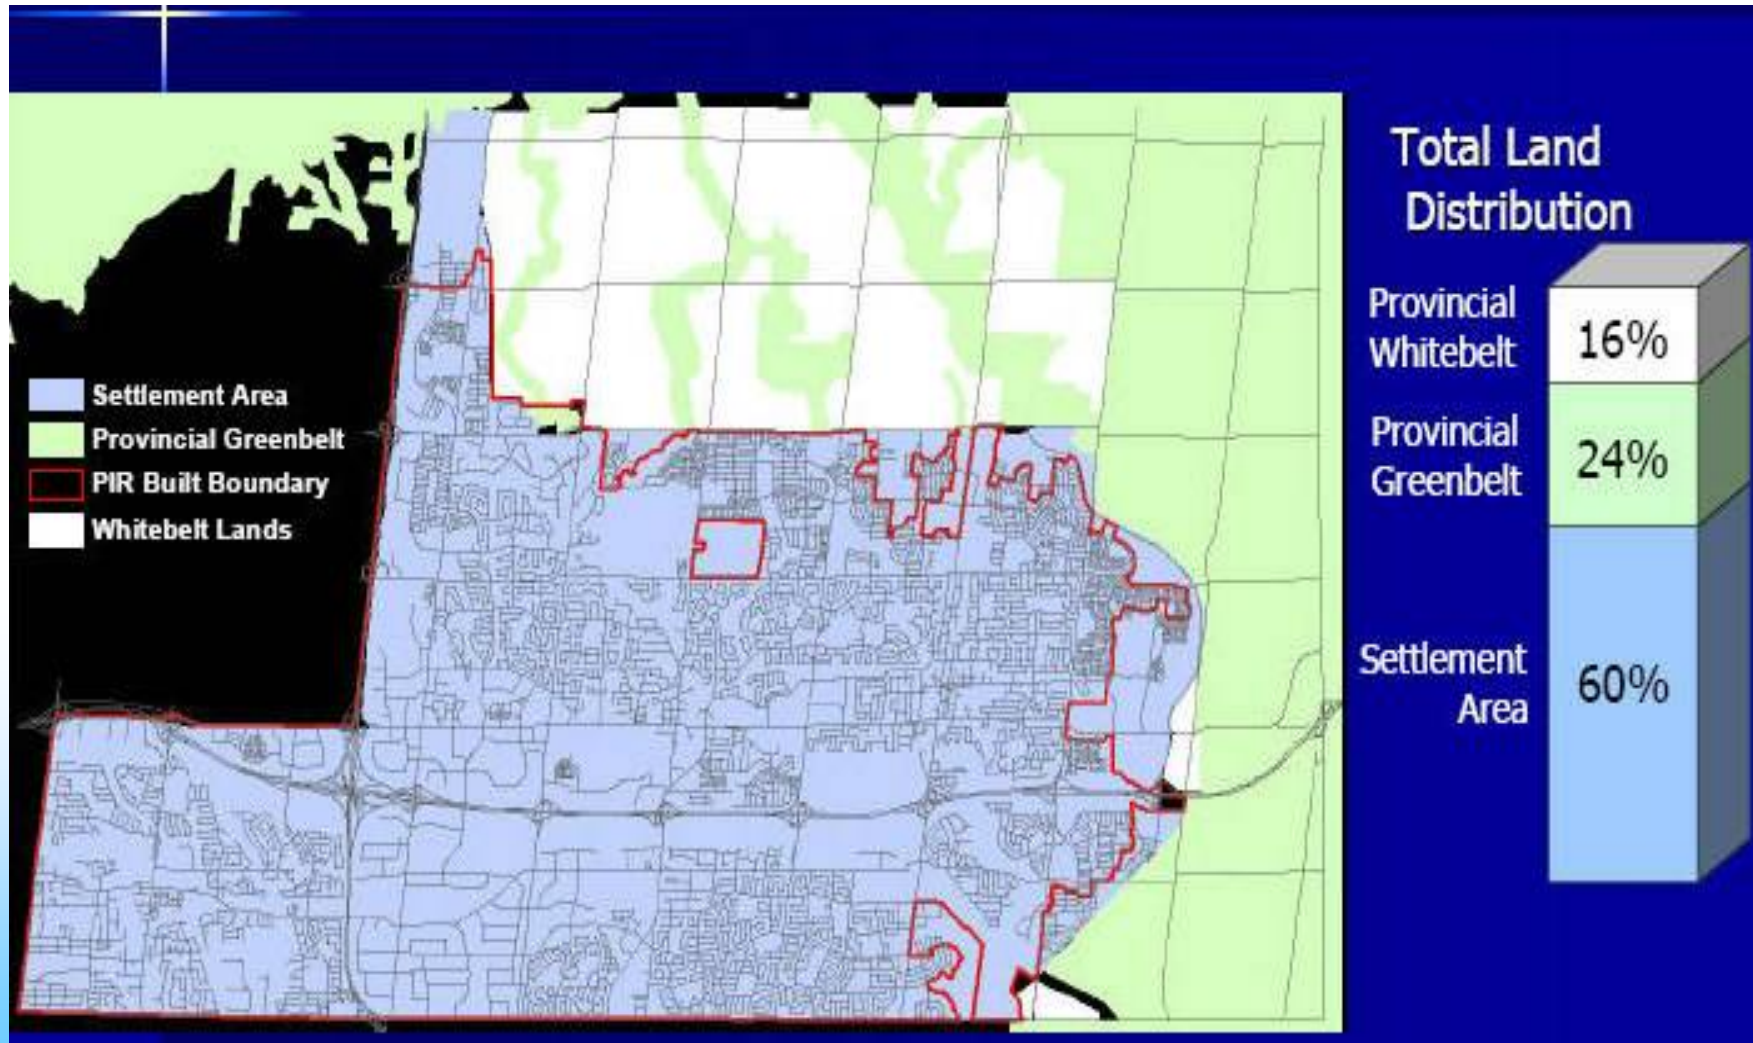 Total Land
Distribution
Settlement Area
Provincial Greenbelt
PIR Built Boundary
Whitebelt Lands
Provincial
Whitebelt
16%
Provincial
Greenbelt
24%
Settlement
Area
60%